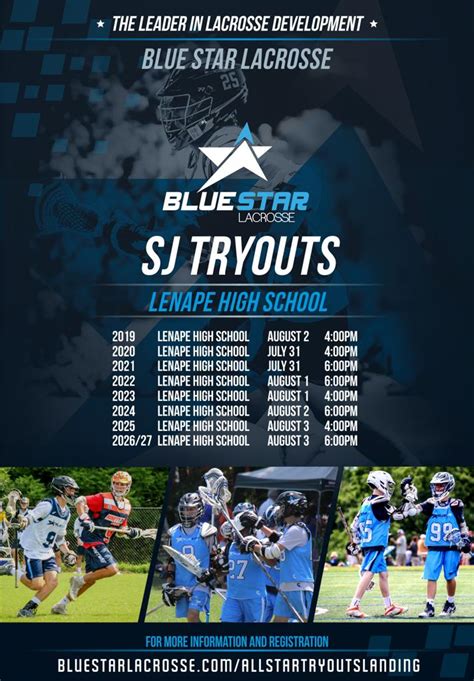 ★ THE LEADER IN LACROSSE DEVELOPMENT ★
BLUE STAR LACROSSE
25
BLUESTAR
LACROSSE
SJ TRYOUTS
LENAPE HIGH SCHOOL
2019 LENAPE HIGH SCHOOL AUGUST 2 4:00PM
2020 LENAPE HIGH SCHOOL JULY 31 4:00PM
2021 LENAPE HIGH SCHOOL JULY 31 6:00PM
2022 LENAPE HIGH SCHOOL AUGUST 1 6:00PM
2023 LENAPE HIGH SCHOOL AUGUST 1 4:00PM
2024 LENAPE HIGH SCHOOL AUGUST 2 6:00PM
2025 LENAPE HIGH SCHOOL AUGUST 3 4:00PM
2026/27 LENAPE HIGH SCHOOL AUGUST 3 6:00PM
9
27
98
FOR MORE INFORMATION AND REGISTRATION
BLUESTARLACROSSE.COM/ALLSTARTRYOUTSLANDING